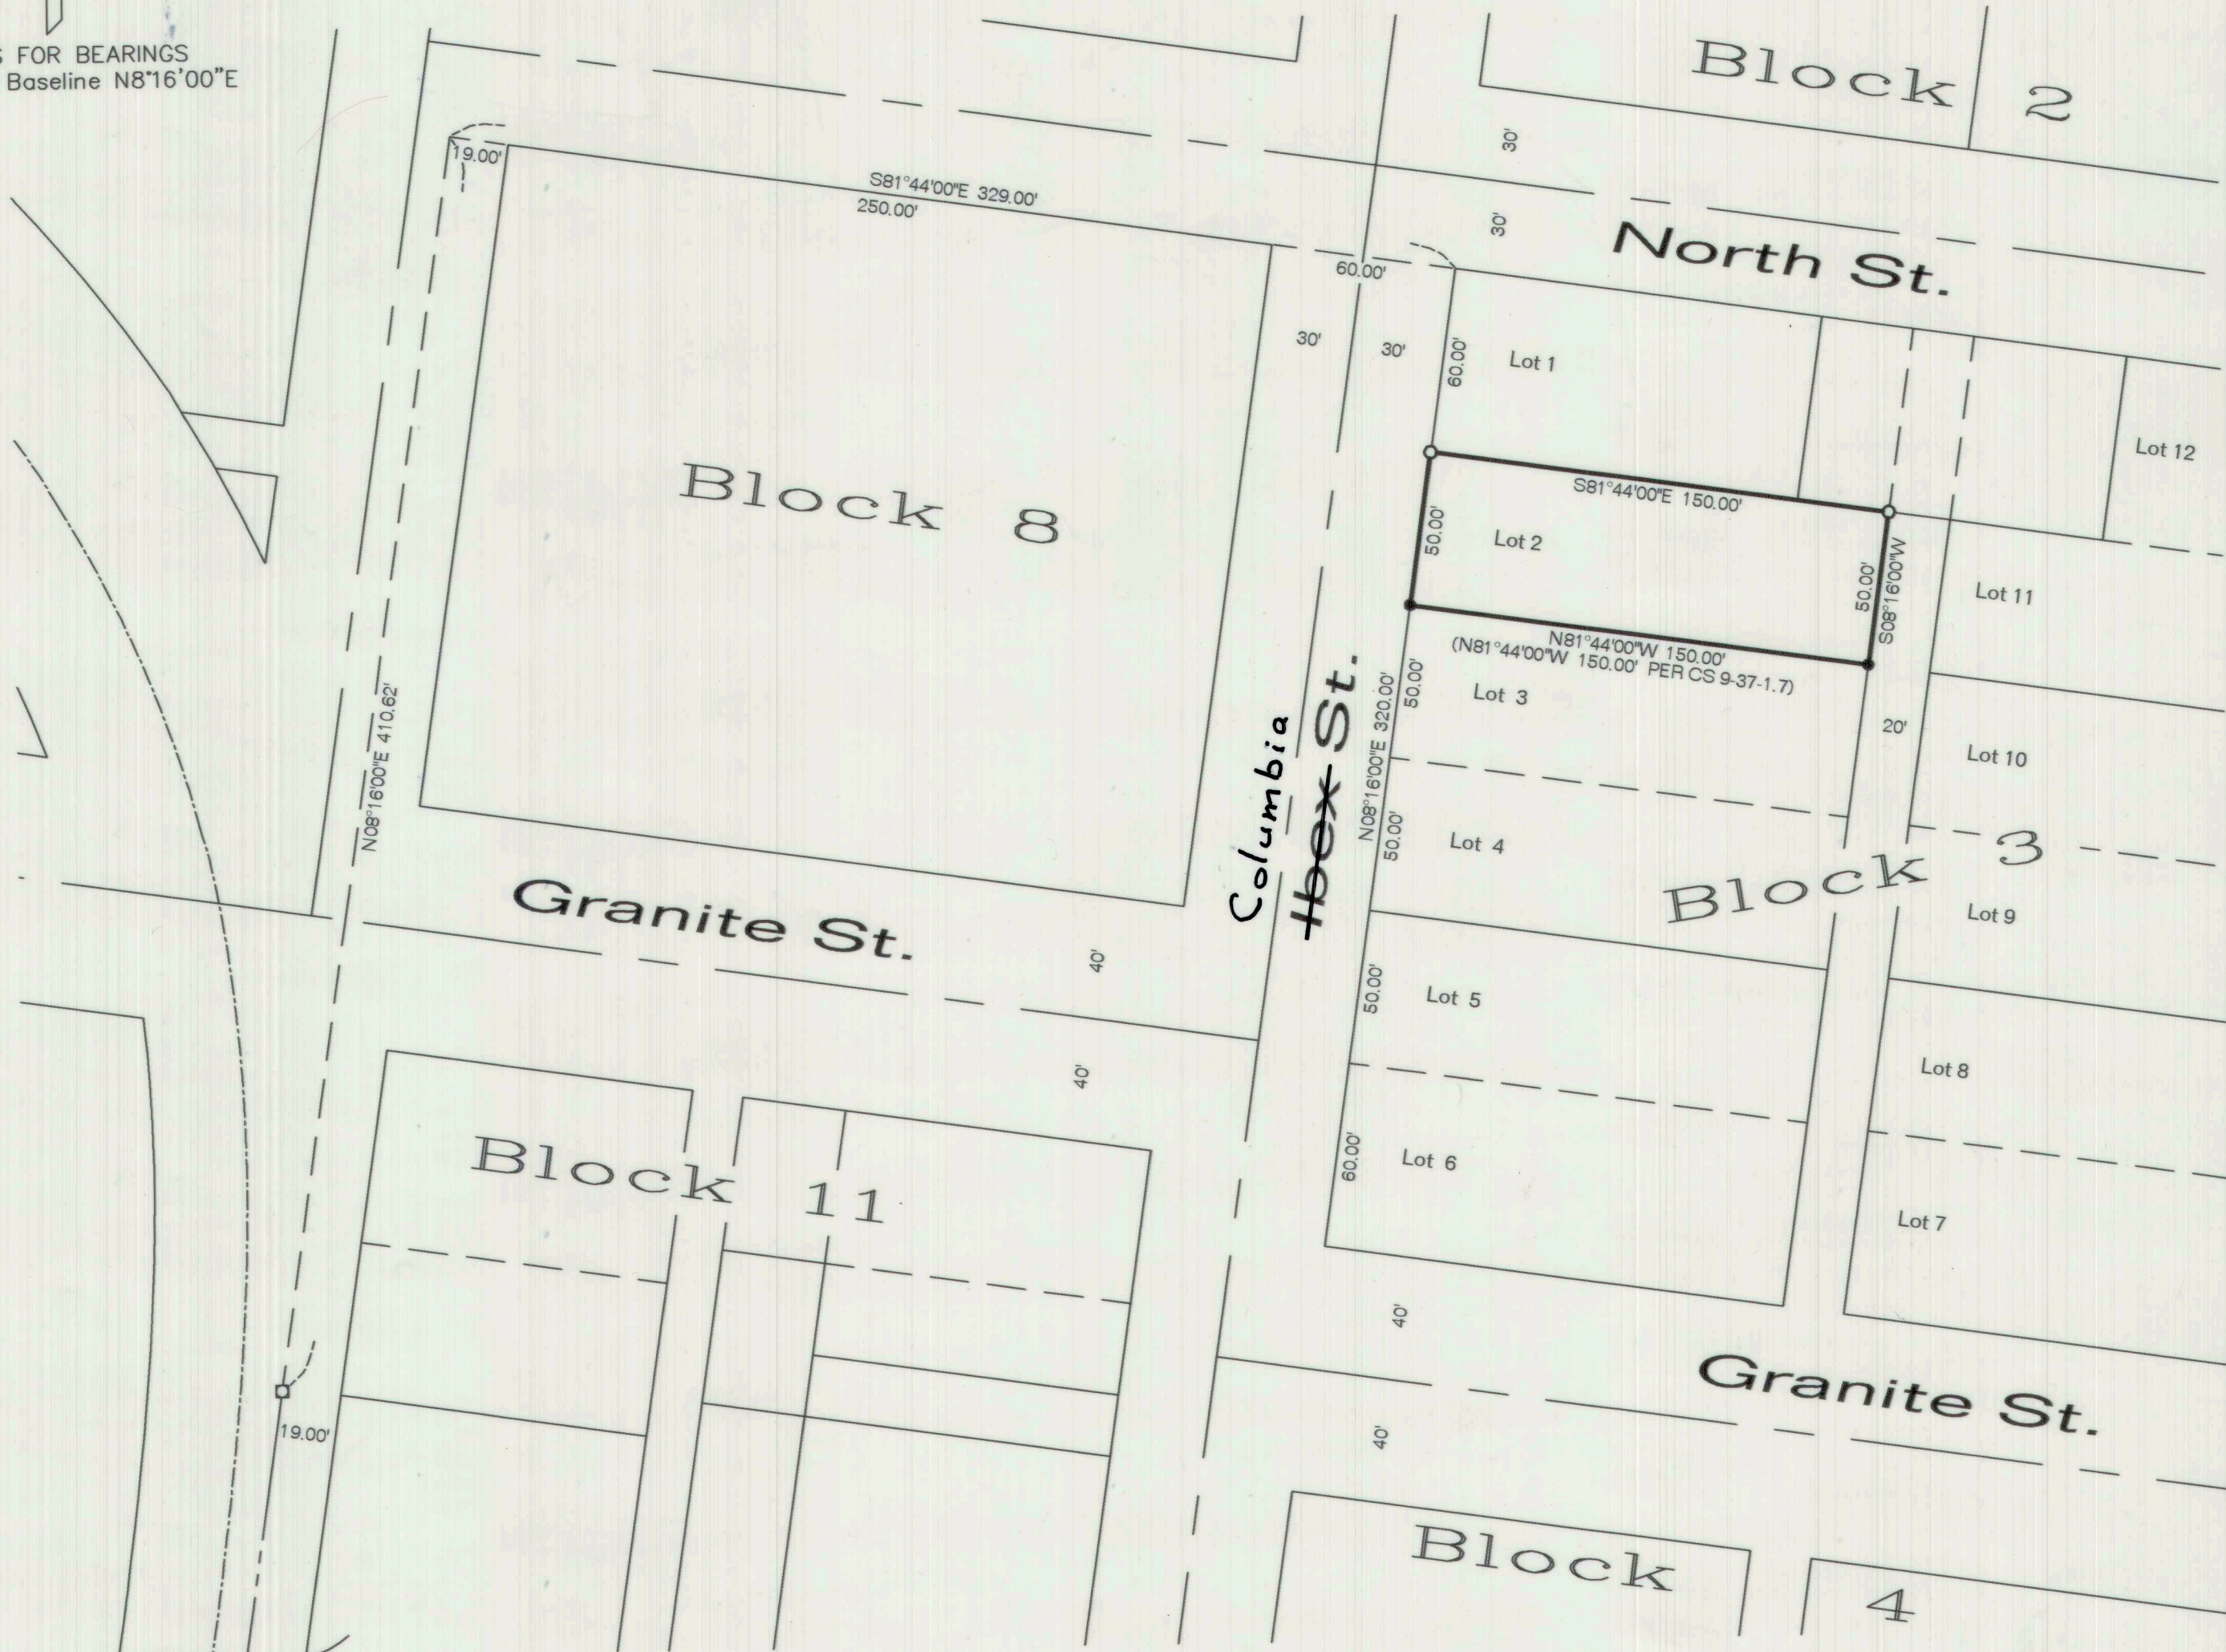 S FOR BEARINGS
Baseline N8°16'00"E
Block 2
30'
19.00'
S81°44'00"E 329.00'
250.00'
30'
North St.
60.00'
30'
30'
60.00'
Lot 1
Lot 12
Block 8
S81°44'00"E 150.00'
50.00'
Lot 2
50.00'
S08°16'00"W
Lot 11
N81°44'00"W 150.00'
(N81°44'00"W 150.00' PER CS 9-37-1.7)
N08°16'00"E 410.62'
Columbia
Ibex St.
N08°16'00"E 320.00'
50.00'
Lot 3
20'
Lot 10
50.00'
Lot 4
Block 3
Lot 9
Granite St.
40'
50.00'
Lot 5
40'
Lot 8
Block 11
60.00'
Lot 6
Lot 7
40'
Granite St.
19.00'
40'
Block 4